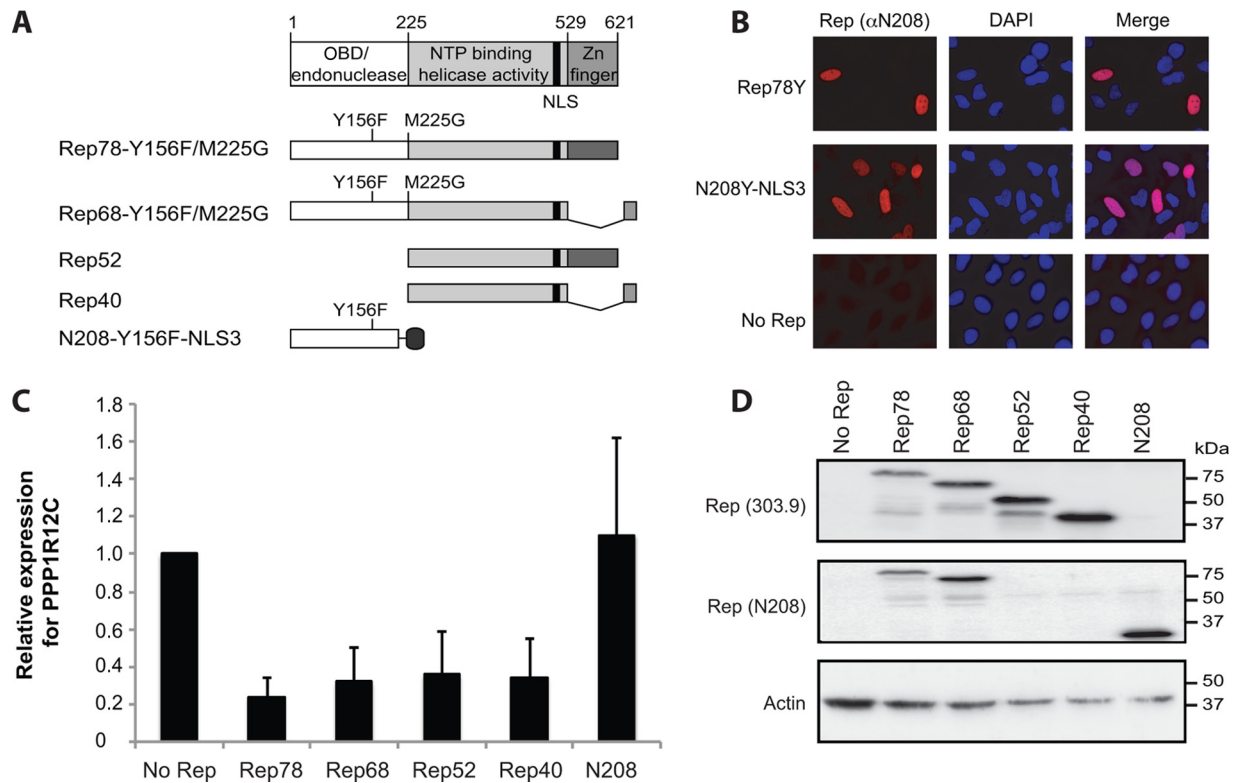 A
1 225 529 621
OBD/
endonuclease
NTP binding
helicase activity
Zn
finger
NLS
Y156F M225G
Rep78-Y156F/M225G
Y156F M225G
Rep68-Y156F/M225G
Rep52
Rep40
Y156F
N208-Y156F-NLS3
B
Rep (αN208) DAPI Merge
Rep78Y
N208Y-NLS3
No Rep
C
Relative expression
for PPP1R12C
1.8
1.6
1.4
1.2
1.0
0.8
0.6
0.4
0.2
0
No Rep Rep78 Rep68 Rep52 Rep40 N208
D
No Rep Rep78 Rep68 Rep52 Rep40 N208
kDa
Rep (303.9)
75
50
37
Rep (N208)
75
50
37
Actin
50
37